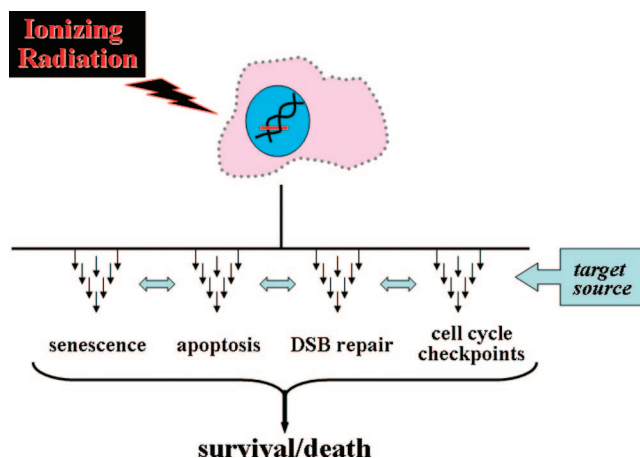 Ionizing
Radiation
target
source
senescence
apoptosis
DSB repair
cell cycle
checkpoints
survival/death